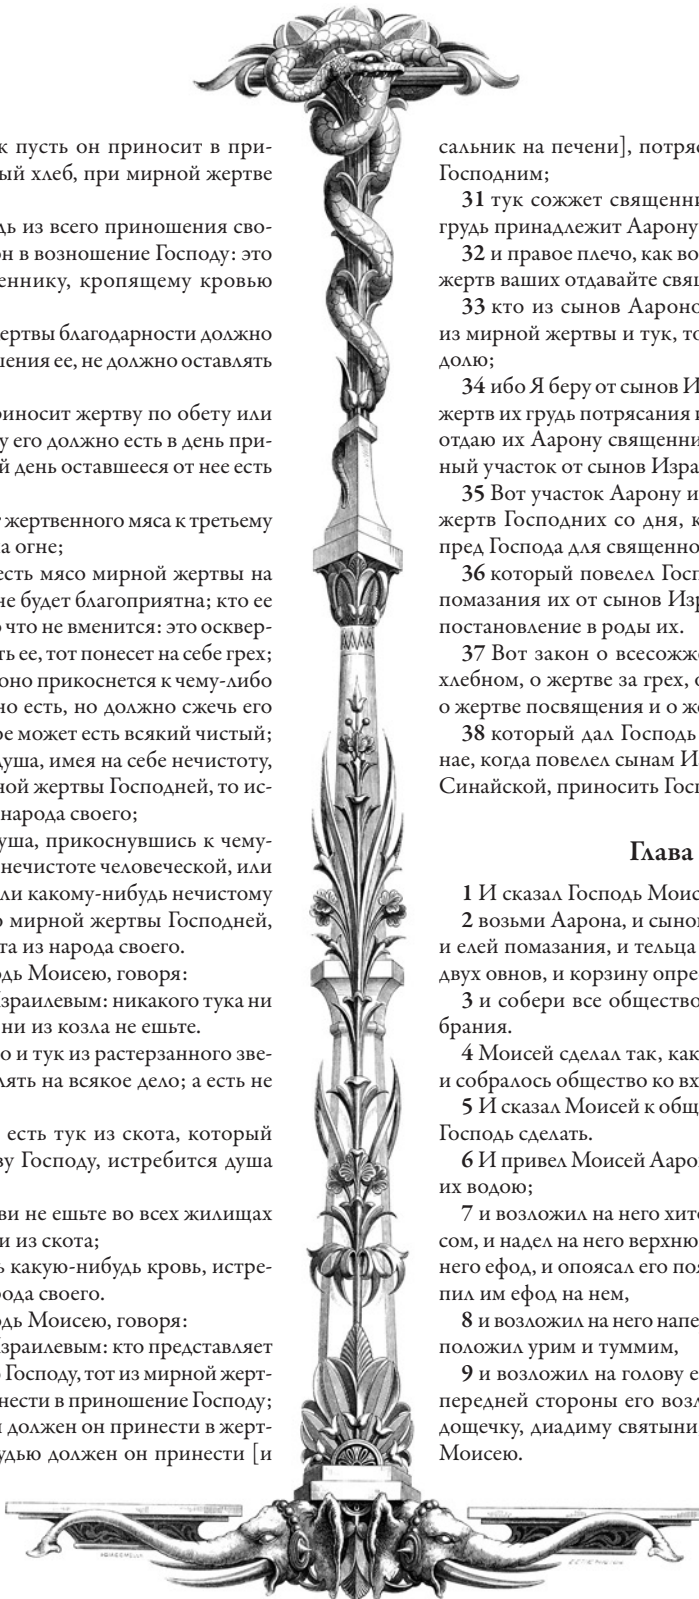 к пусть он приносит в при-
ый хлеб, при мирной жертве
дь из всего приношения сво-
он в возношение Господу: это
еннику, кропящему кровью
ертвы благодарности должно
шения ее, не должно оставлять
риносит жертву по обету или
у его должно есть в день при-
й день оставшееся от нее есть
т жертвенного мяса к третьему
а огне;
есть мясо мирной жертвы на
не будет благоприятна; кто ее
о что не вменится: это осквер-
ть ее, тот понесет на себе грех;
оно прикоснется к чему-либо
но есть, но должно сжечь его
ое может есть всякий чистый;
душа, имея на себе нечистоту,
ной жертвы Господней, то ис-
народа своего;
уша, прикоснувшись к чему-
нечистоте человеческой, или
ли какому-нибудь нечистому
о мирной жертвы Господней,
та из народа своего.
дь Моисею, говоря:
Израилевым: никакого тука ни
ни из козла не ешьте.
о и тук из растерзанного зве-
лять на всякое дело; а есть не
есть тук из скота, который
ву Господу, истребится душа
ви не ешьте во всех жилищах
и из скота;
ь какую-нибудь кровь, истре-
рода своего.
дь Моисею, говоря:
Израилевым: кто представляет
Господу, тот из мирной жерт-
нести в приношение Господу;
и должен он принести в жерт-
удью должен он принести [и
сальник на печени], потряс
Господним;
31 тук сожжет священни
грудь принадлежит Аарону
32 и правое плечо, как во
жертв ваших отдавайте свящ
33 кто из сынов Аароно
из мирной жертвы и тук, то
долю;
34 ибо Я беру от сынов И
жертв их грудь потрясания и
отдаю их Аарону священни
ный участок от сынов Изра
35 Вот участок Аарону и
жертв Господних со дня, к
пред Господа для священно
36 который повелел Госп
помазания их от сынов Изр
постановление в роды их.
37 Вот закон о всесожже
хлебном, о жертве за грех, о
о жертве посвящения и о же
38 который дал Господь
нае, когда повелел сынам И
Синайской, приносить Госп
Глава
1 И сказал Господь Моис
2 возьми Аарона, и сынов
и елей помазания, и тельца
двух овнов, и корзину опре
3 и собери все общество
брания.
4 Моисей сделал так, как
и собралось общество ко вх
5 И сказал Моисей к общ
Господь сделать.
6 И привел Моисей Ааро
их водою;
7 и возложил на него хито
сом, и надел на него верхню
него ефод, и опоясал его поя
пил им ефод на нем,
8 и возложил на него напе
положил урим и туммим,
9 и возложил на голову е
передней стороны его возл
дощечку, диадиму святыни
Моисею.